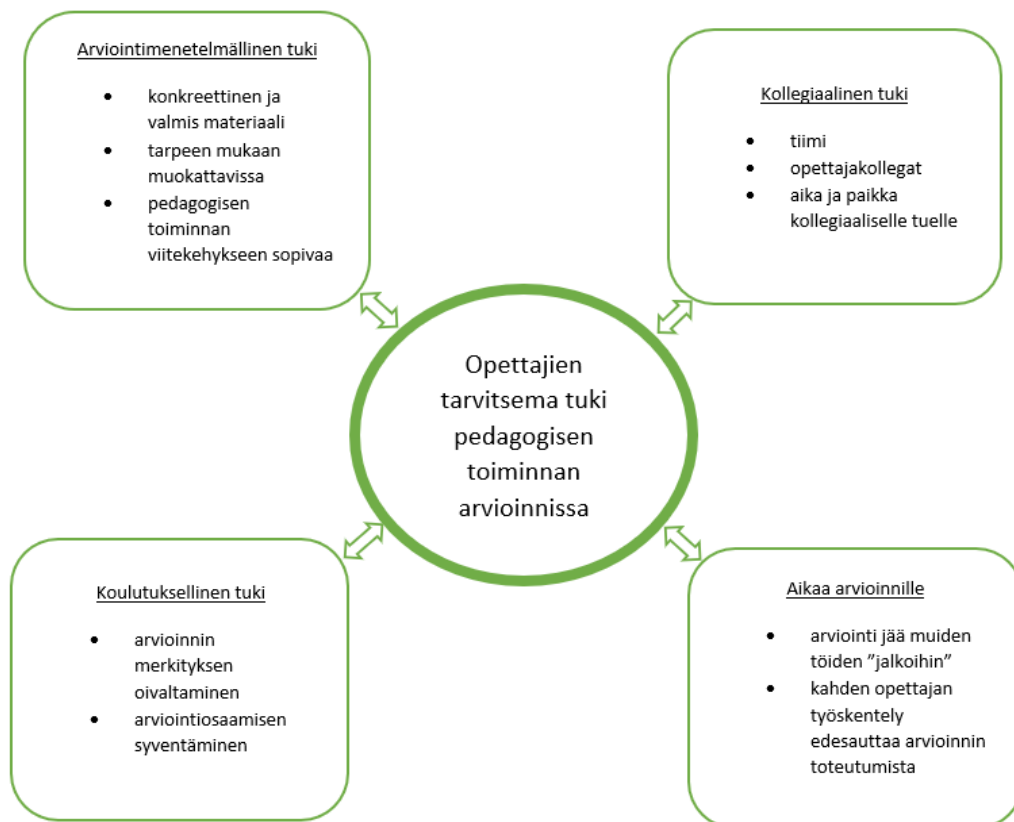 Arviointimenetelmällinen tuki
• konkreettinen ja
valmis materiaali
• tarpeen mukaan
muokattavissa
• pedagogisen
toiminnan
viitekehykseen sopivaa
Kollegiaalinen tuki
• tiimi
• opettajakollegat
• aika ja paikka
kollegiaaliselle tuelle
Opettajien
tarvitsema tuki
pedagogisen
toiminnan
arvioinnissa
Koulutuksellinen tuki
• arvioinnin
merkityksen
oivaltaminen
• arviointiosaamisen
syventäminen
Aikaa arvioinnille
• arviointi jää muiden
töiden ”jalkoihin”
• kahden opettajan
työskentely
edesauttaa arvioinnin
toteutumista